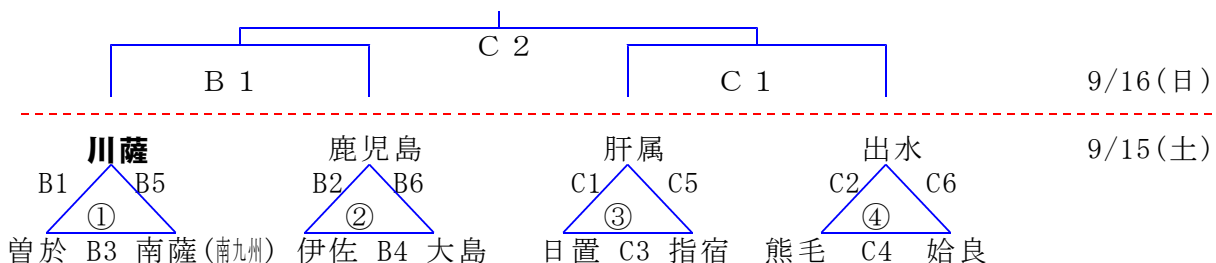 C 2
B 1 C 1 9/16(日)
川薩 鹿児島 肝属 出水 9/15(土)
B1 B5 B2 B6 C1 C5 C2 C6
① ② ③ ④
曽於 B3 南薩(南九州) 伊佐 B4 大島 日置 C3 指宿 熊毛 C4 姶良